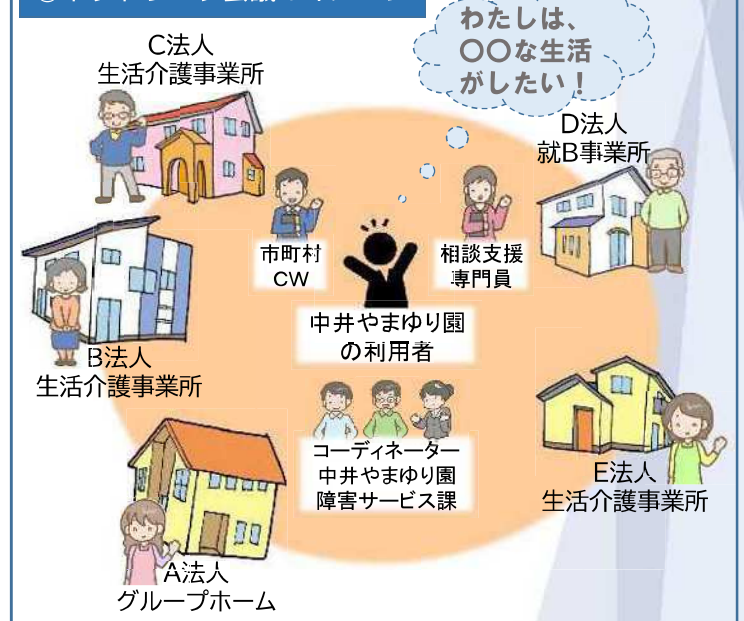 わたしは、
〇〇な生活
がしたい！
C法人
生活介護事業所
D法人
就B事業所
市町村
CW
相談支援
専門員
中井やまゆり園
の利用者
B法人
生活介護事業所
コーディネーター
中井やまゆり園
障害サービス課
E法人
生活介護事業所
A法人
グループホーム